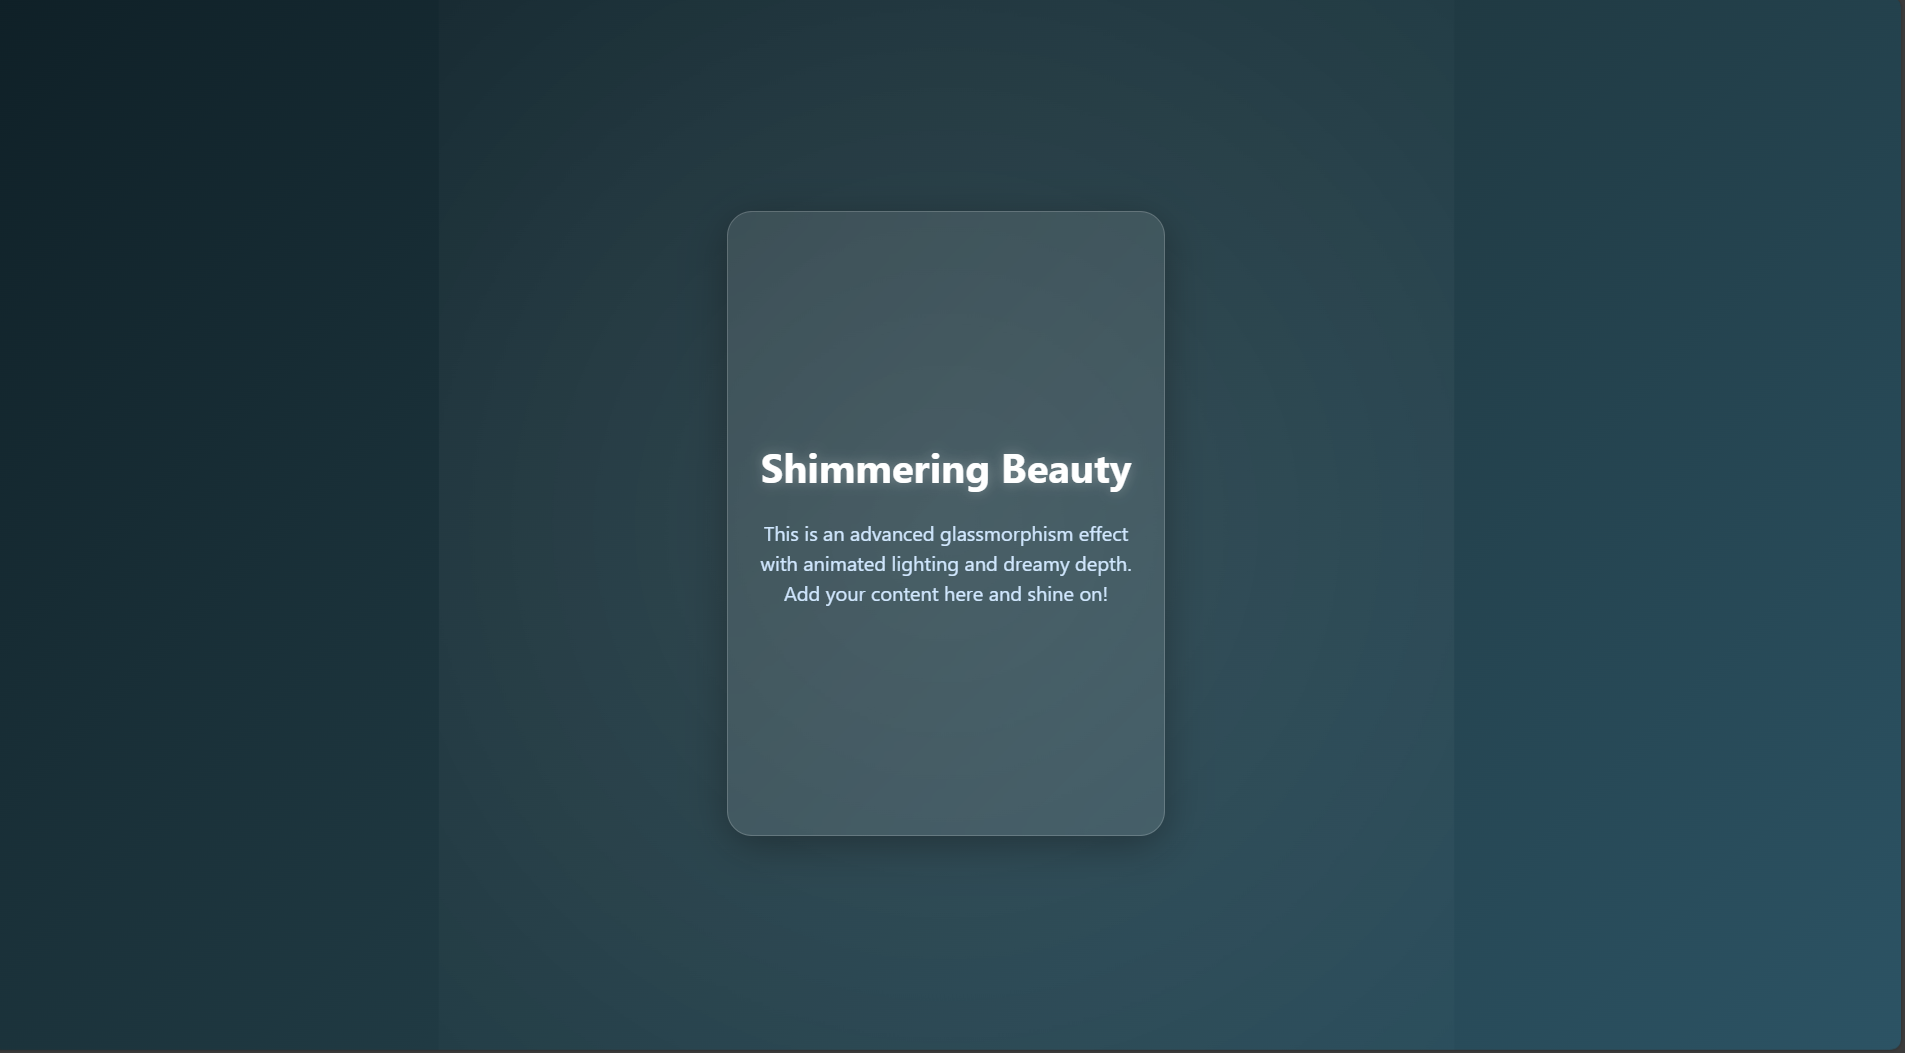 Shimmering Beauty
This is an advanced glassmorphism effect
with animated lighting and dreamy depth.
Add your content here and shine on!